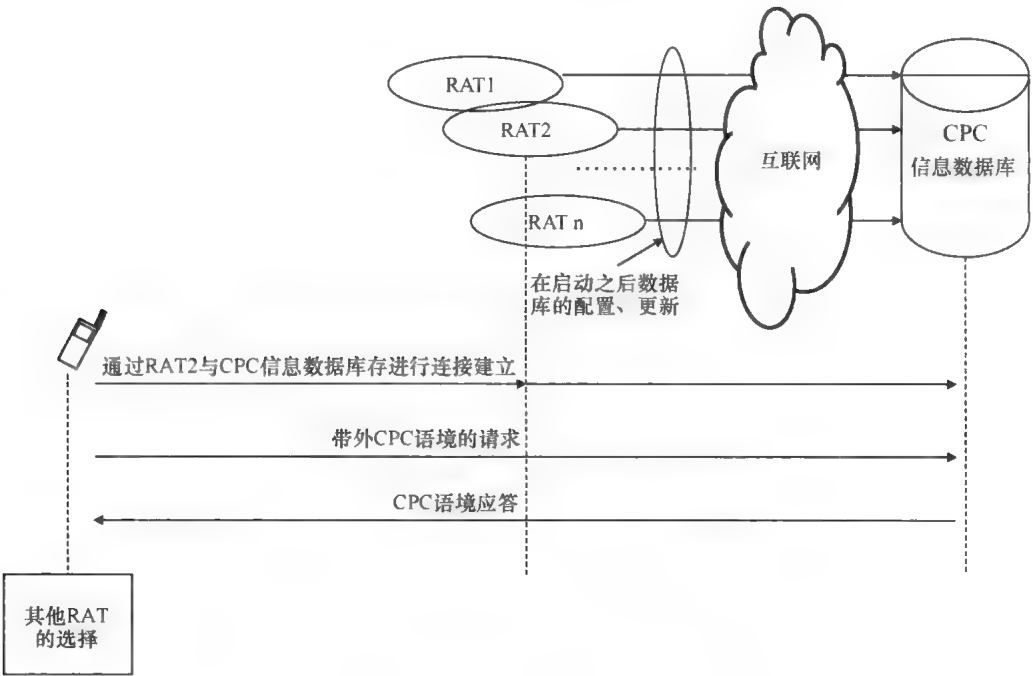 RAT1
RAT2
CPC
信息数据库
互联网
RAT n
在启动之后数据
库的配置、更新
通过RAT2与CPC信息数据库存进行连接建立
带外CPC语境的请求
CPC语境应答
其他RAT
的选择